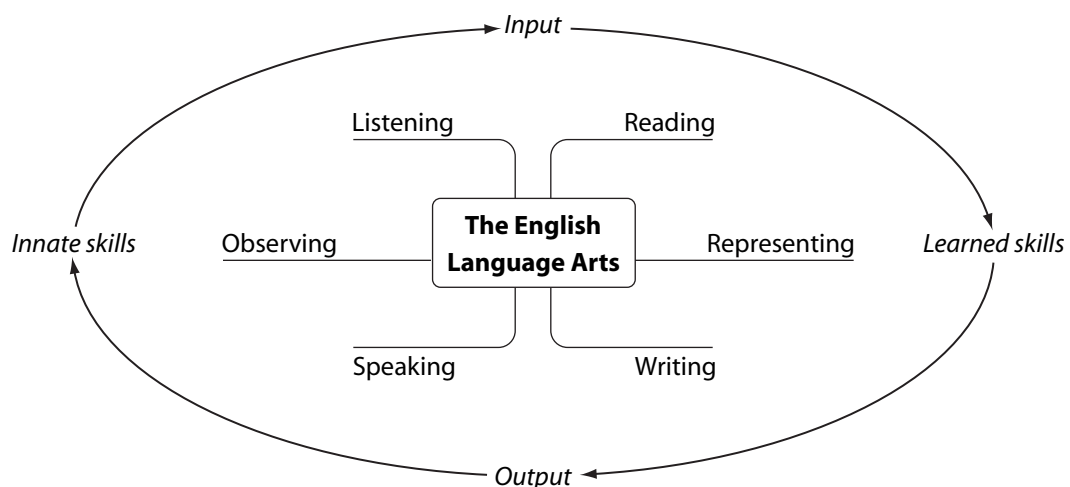 Input
Listening
Reading
Innate skills
Observing
The English
Language Arts
Representing
Learned skills
Speaking
Writing
Output